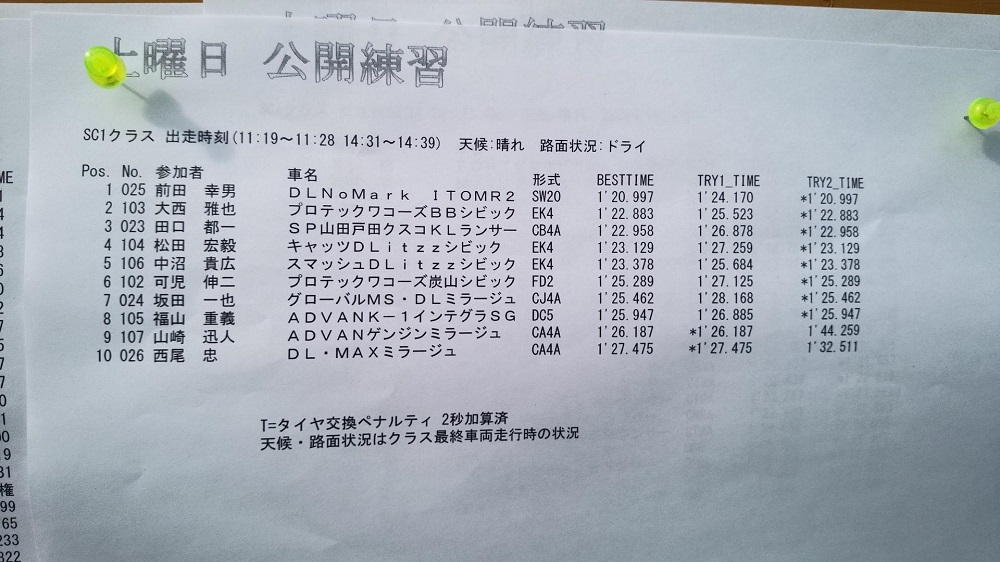 土曜日 公開練習
SC1クラス 出走時刻(11:19～11:28 14:31～14:39) 天候:晴れ 路面状況:ドライ
Pos. No. 参加者 車名 形式 BESTTIME TRY1_TIME TRY2_TIME
1 025 前田 幸男 ＤＬＮｏＭａｒｋ ＩＴＯＭＲ２ SW20 1'20.997 1'24.170 *1'20.997
2 103 大西 雅也 プロテックワコーズＢＢシビック EK4 1'22.883 1'25.523 *1'22.883
3 023 田口 都一 ＳＰ山田戸田クスコＫＬランサー CB4A 1'22.958 1'26.878 *1'22.958
4 104 松田 宏毅 キャッツＤＬｉｔｚｚシビック EK4 1'23.129 1'27.259 *1'23.129
5 106 中沼 貴広 スマッシュＤＬｉｔｚｚシビック EK4 1'23.378 1'25.684 *1'23.378
6 102 可児 伸二 プロテックワコーズ炭山シビック FD2 1'25.289 1'27.125 *1'25.289
7 024 坂田 一也 グローバルＭＳ・ＤＬミラージュ CJ4A 1'25.462 1'28.168 *1'25.462
8 105 福山 重義 ＡＤＶＡＮＫ－１インテグラＳＧ DC5 1'25.947 1'26.885 *1'25.947
9 107 山崎 迅人 ＡＤＶＡＮゲンジンミラージュ CA4A 1'26.187 *1'26.187 1'44.259
10 026 西尾 忠 ＤＬ・ＭＡＸミラージュ CA4A 1'27.475 *1'27.475 1'32.511
T=タイヤ交換ペナルティ 2秒加算済
天候・路面状況はクラス最終車両走行時の状況